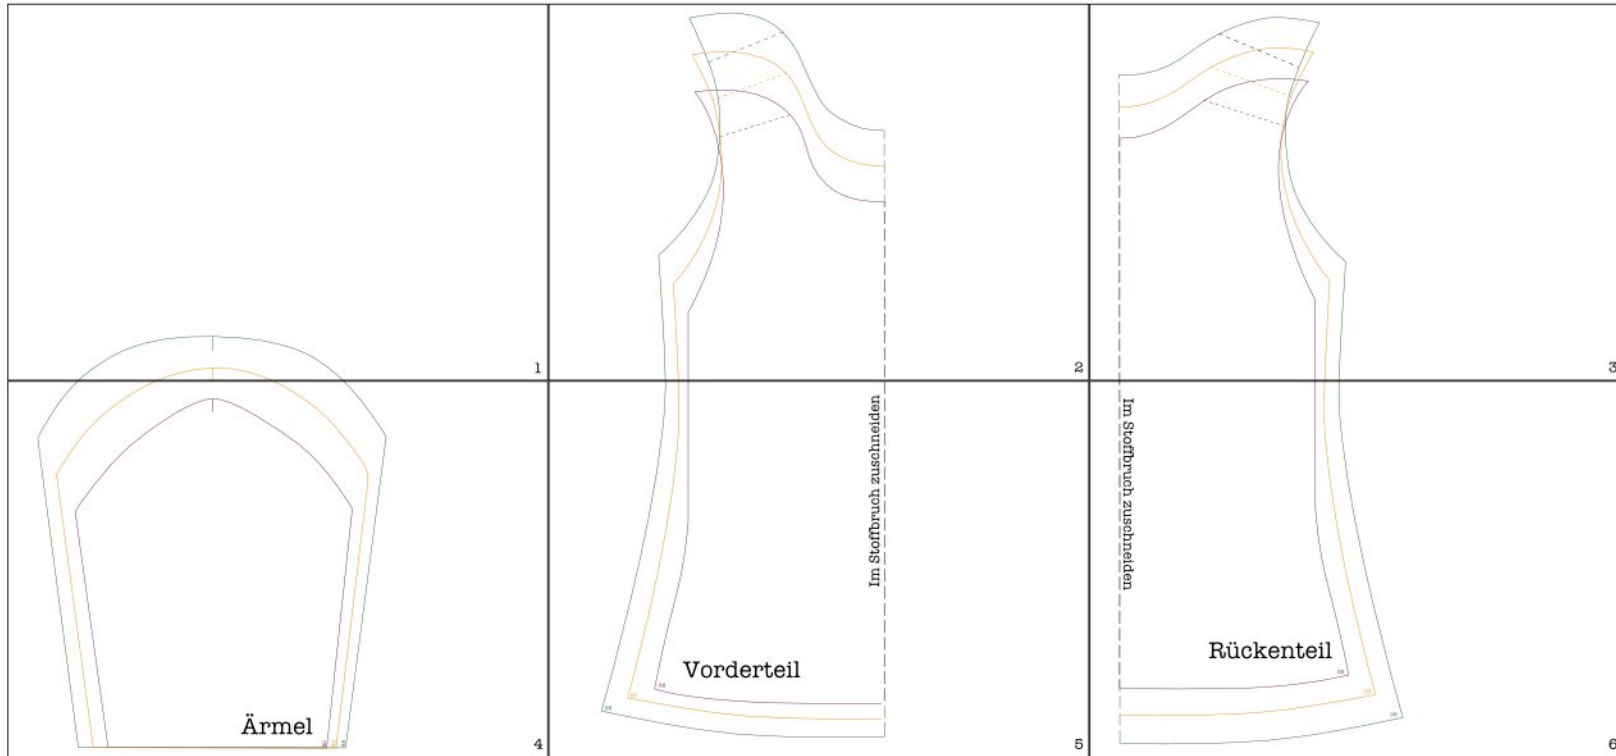 1
2
3
Im Stoffbruch zuschneiden
Im Stoffbruch zuschneiden
Vorderteil
Rückenteil
Ärmel
4
5
6